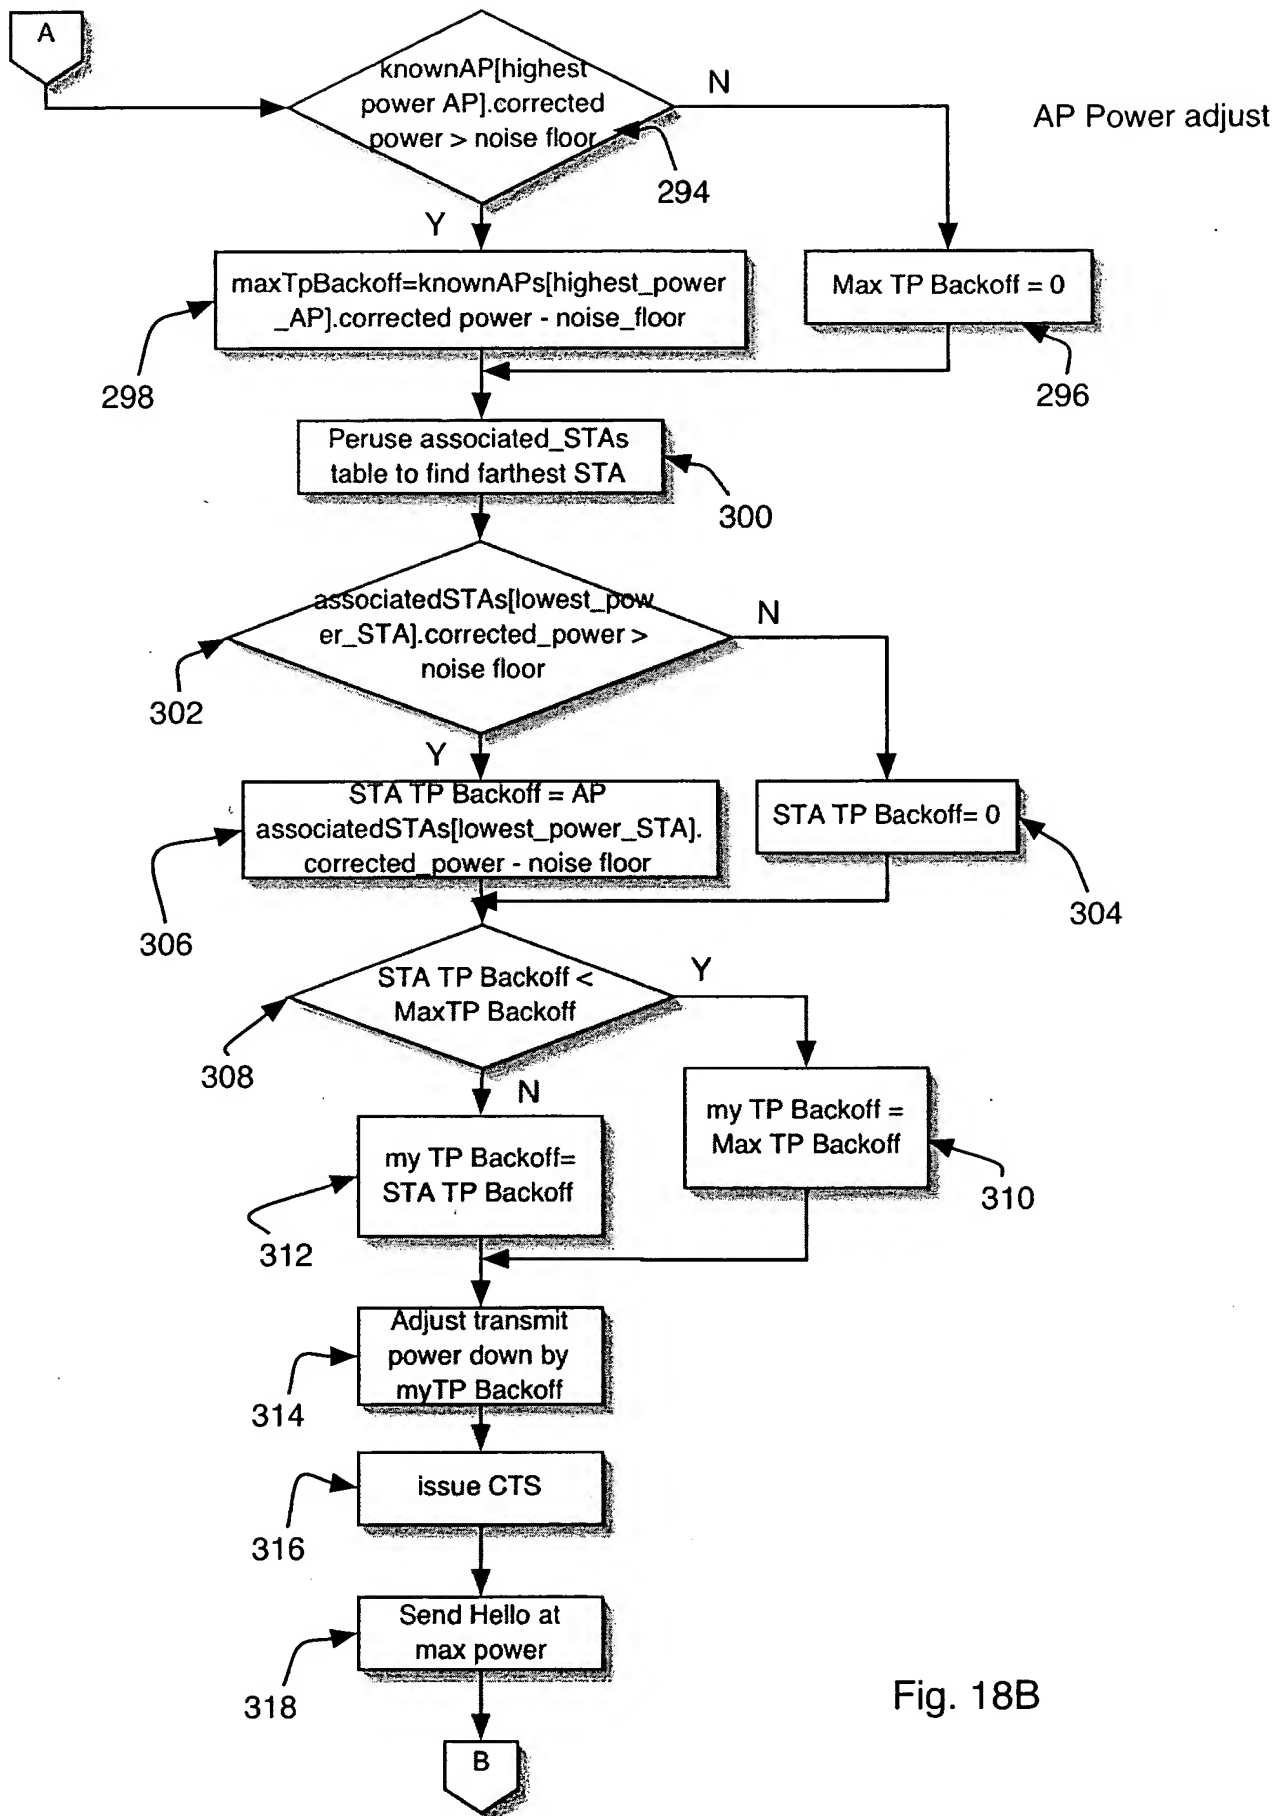 A
knownAP[highest
power AP].corrected
power > noise floor
N
AP Power adjust
294
Y
maxTpBackoff=knownAPs[highest_power
_AP].corrected power - noise_floor
Max TP Backoff = 0
298
296
Peruse associated_STAs
table to find farthest STA
300
associatedSTAs[lowest_pow
er_STA].corrected_power >
noise floor
N
302
Y
STA TP Backoff = AP
associatedSTAs[lowest_power_STA].
corrected_power - noise floor
STA TP Backoff= 0
304
306
STA TP Backoff <
MaxTP Backoff
Y
308
N
my TP Backoff =
Max TP Backoff
my TP Backoff=
STA TP Backoff
310
312
Adjust transmit
power down by
myTP Backoff
314
issue CTS
316
Send Hello at
max power
318
Fig. 18B
B